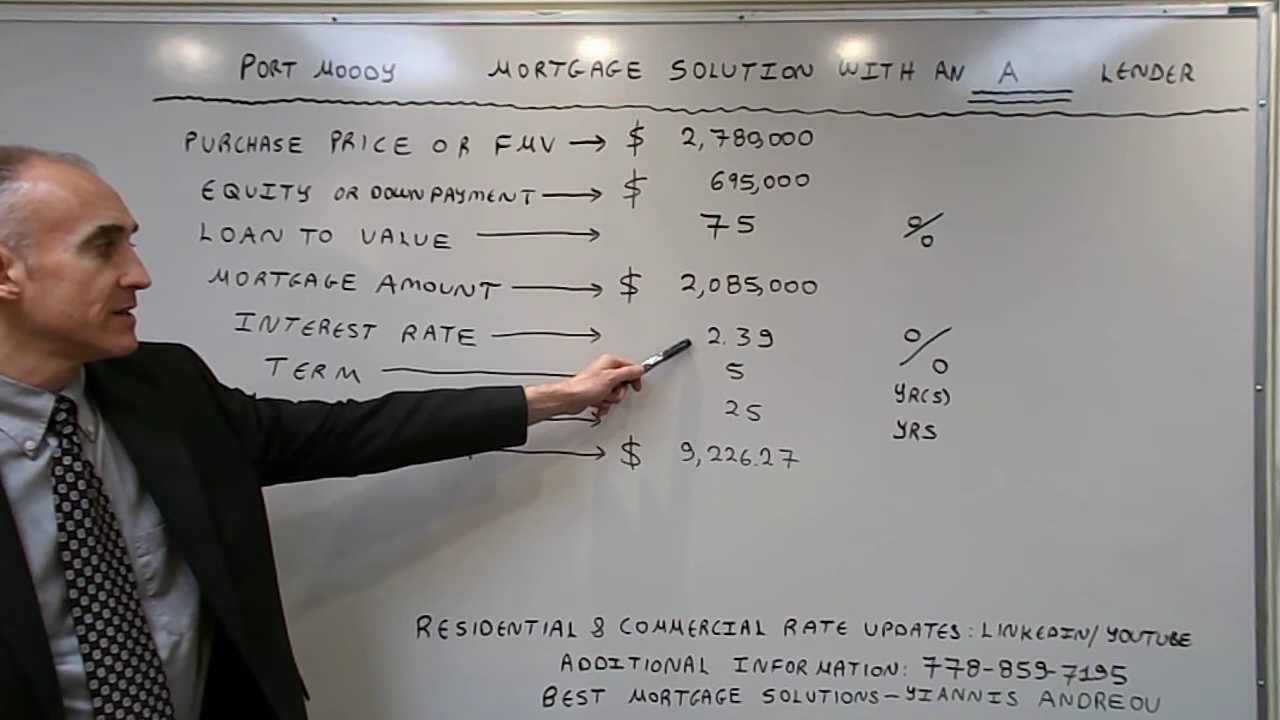 PORT MOODY MORTGAGE SOLUTION WITH AN A LENDER
PURCHASE PRICE OR FMV → $ 2,780,000
EQUITY OR DOWNPAYMENT → $ 695,000
LOAN TO VALUE → 75 %
MORTGAGE AMOUNT → $ 2,085,000
INTEREST RATE → 2.39 %
TERM 5 YR(S)
→ 25 YRS
→ $ 9,226.27
RESIDENTIAL & COMMERCIAL RATE UPDATES: LINKEDIN/YOUTUBE
ADDITIONAL INFORMATION: 778-859-7195
BEST MORTGAGE SOLUTIONS - YIANNIS ANDREOU